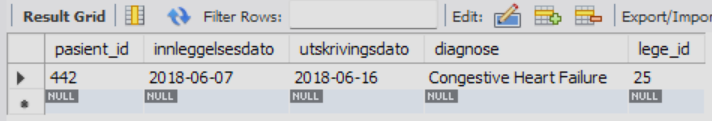 Result Grid Filter Rows: Edit: Export/Impor
pasient_id innleggelsesdato utskrivingsdato diagnose lege_id
442 2018-06-07 2018-06-16 Congestive Heart Failure 25
NULL NULL NULL NULL NULL